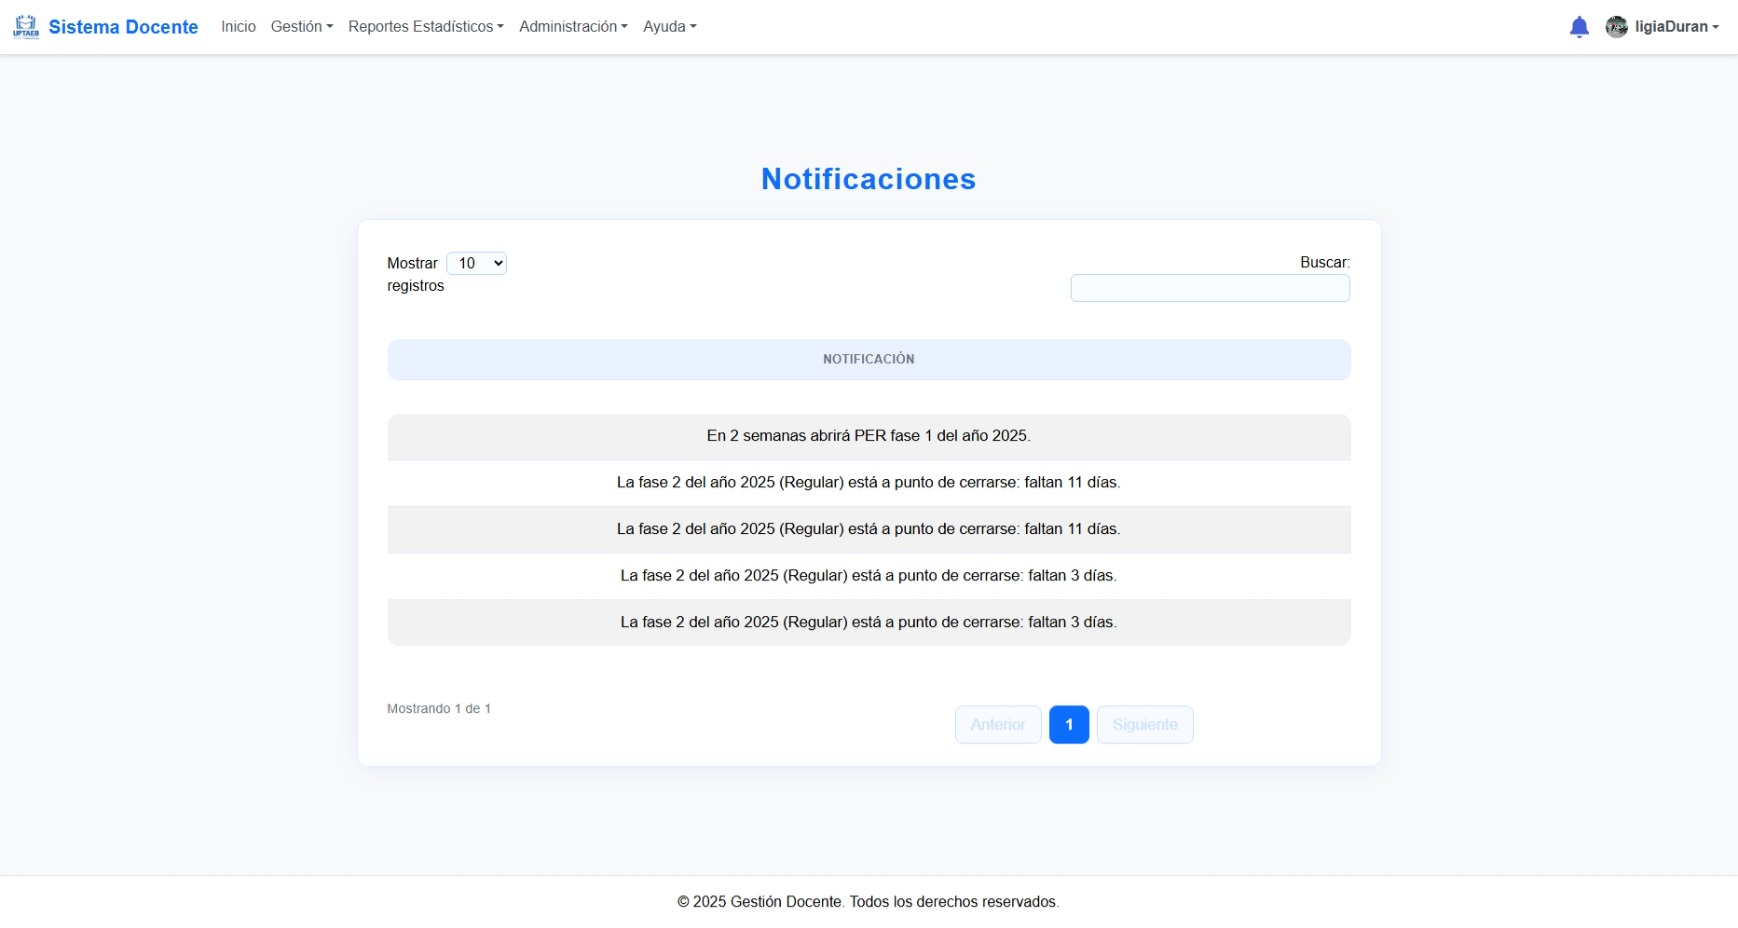 UPTAEB Sistema Docente Inicio Gestión Reportes Estadísticos Administración Ayuda ligiaDuran
Notificaciones
Mostrar 10 registros
Buscar:
NOTIFICACIÓN
En 2 semanas abrirá PER fase 1 del año 2025.
La fase 2 del año 2025 (Regular) está a punto de cerrarse: faltan 11 días.
La fase 2 del año 2025 (Regular) está a punto de cerrarse: faltan 11 días.
La fase 2 del año 2025 (Regular) está a punto de cerrarse: faltan 3 días.
La fase 2 del año 2025 (Regular) está a punto de cerrarse: faltan 3 días.
Mostrando 1 de 1
Anterior 1 Siguiente
© 2025 Gestión Docente. Todos los derechos reservados.